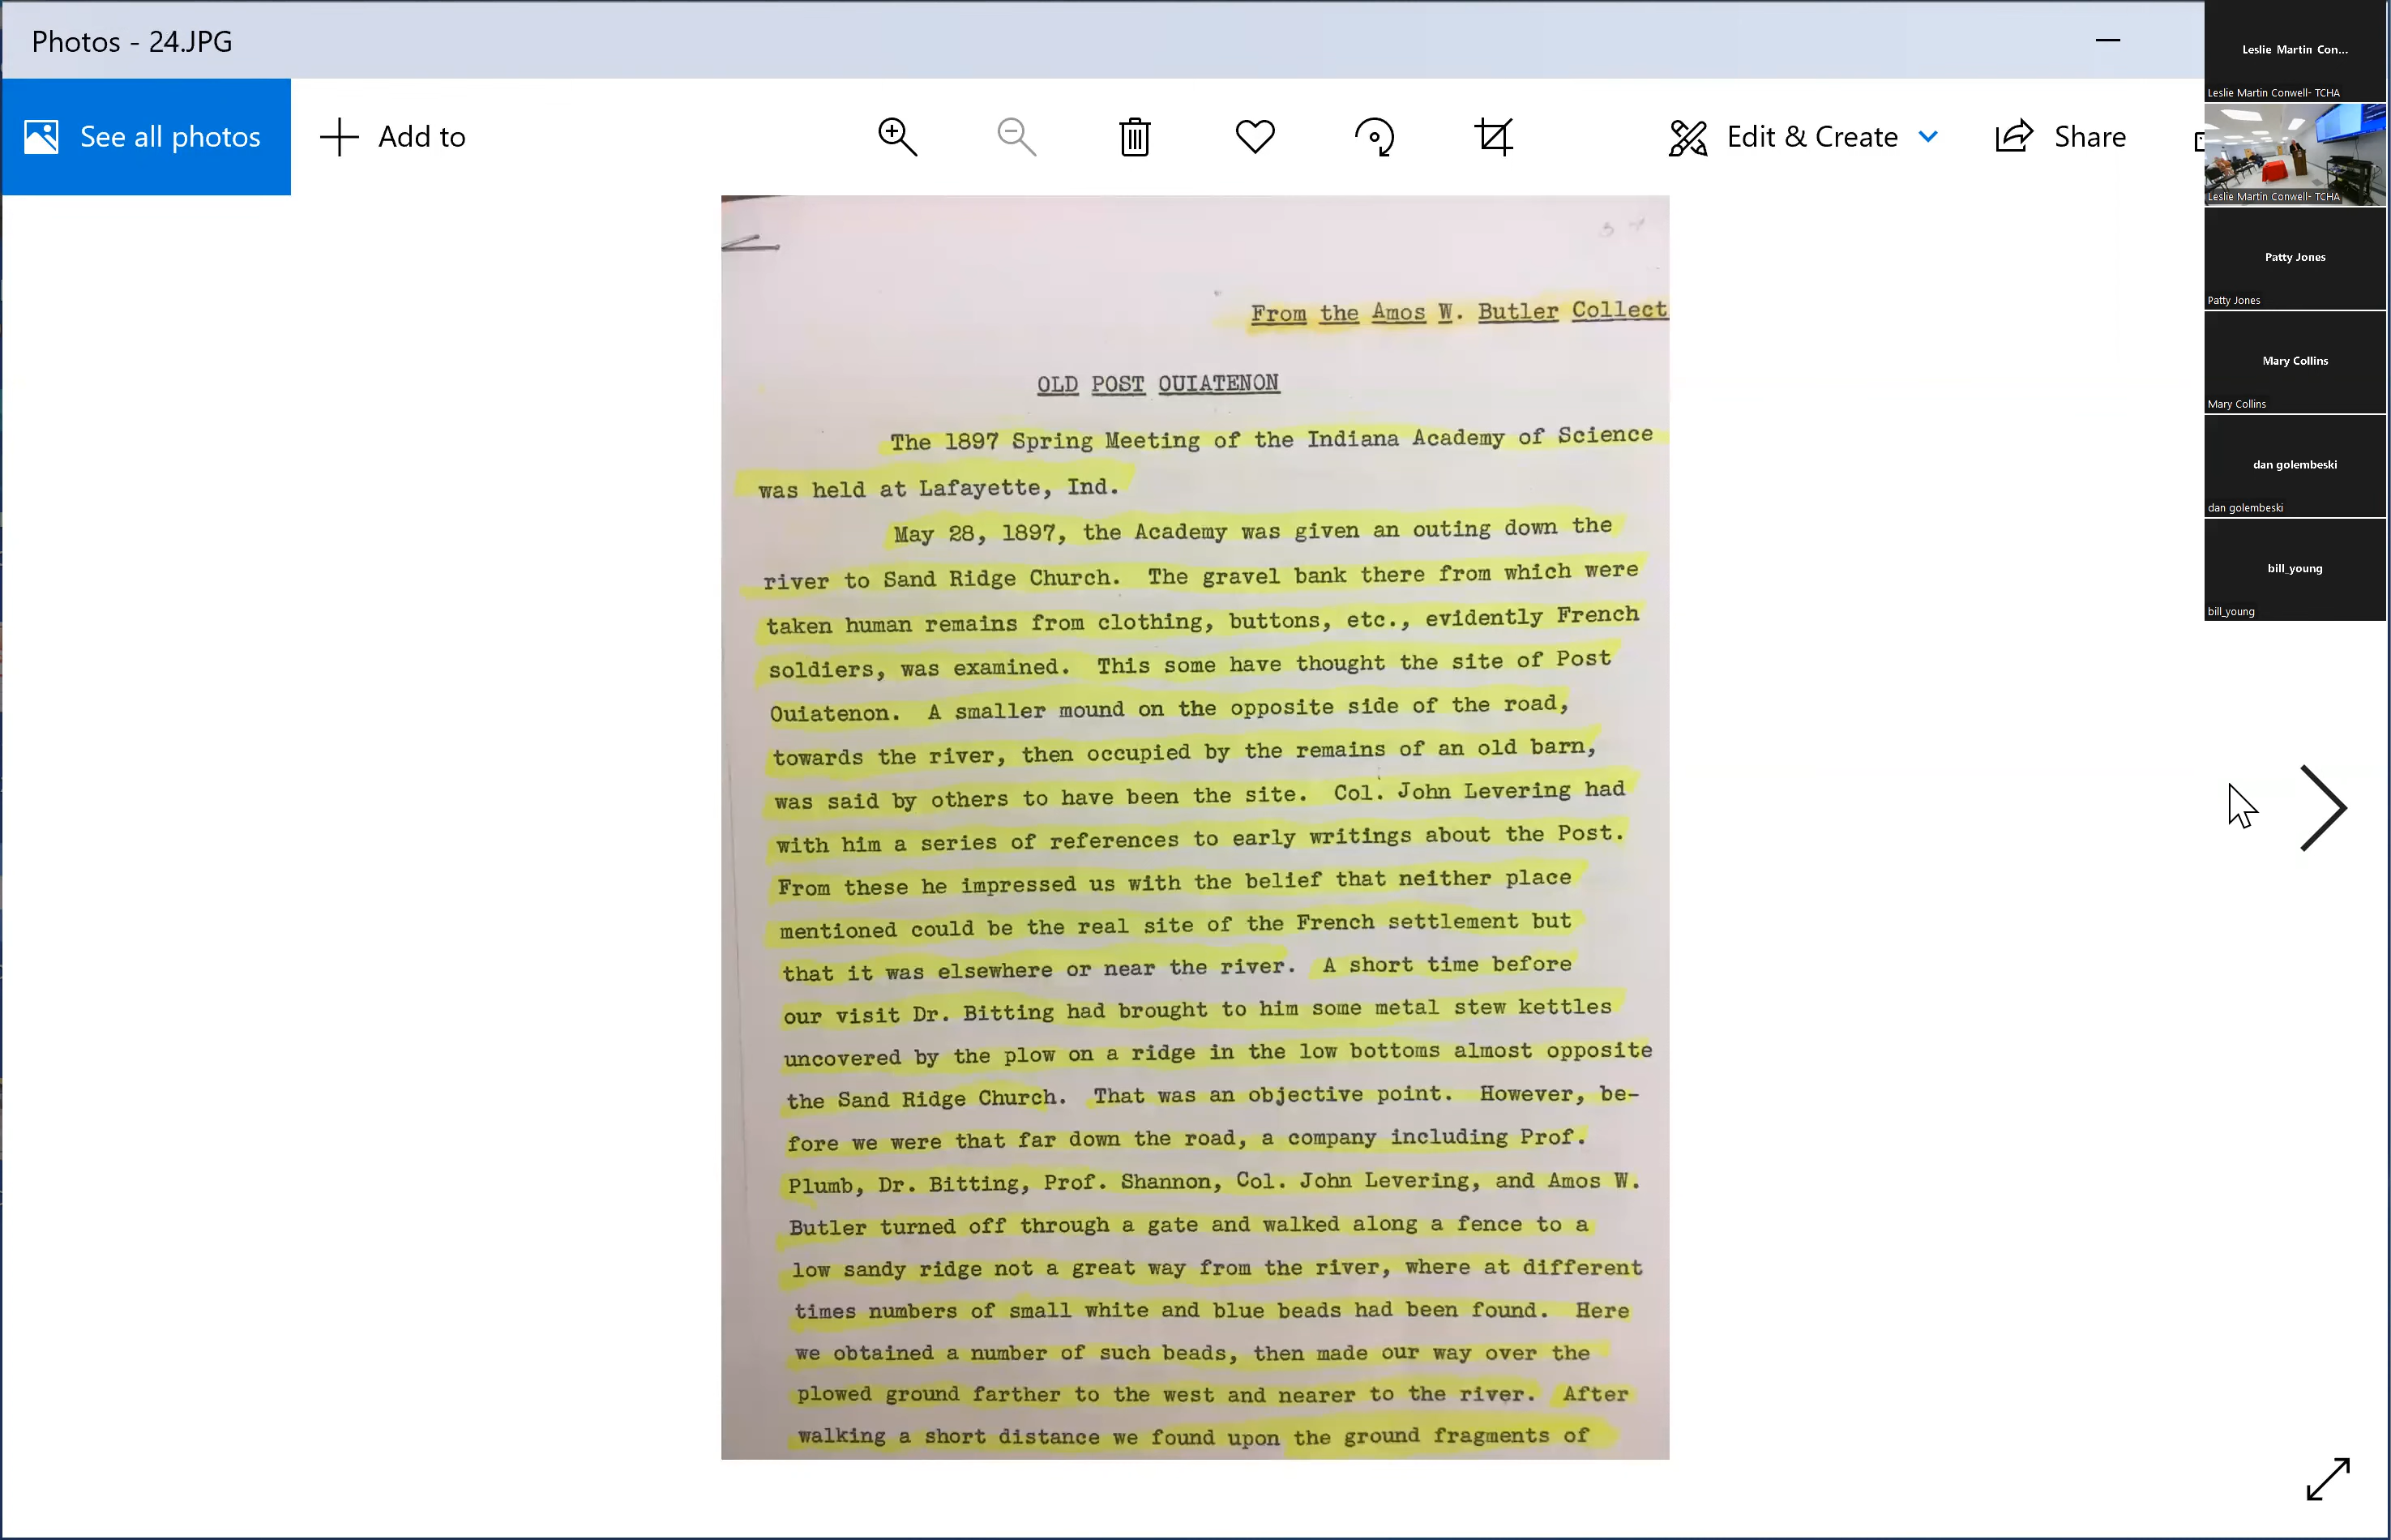 Photos - 24.JPG
See all photos
Add to
Edit & Create
Share
Leslie Martin Con...
Leslie Martin Conwell- TCHA
Leslie Martin Conwell- TCHA
Patty Jones
Patty Jones
Mary Collins
Mary Collins
dan golembeski
dan golembeski
bill_young
bill_young
From the Amos W. Butler Collect
OLD POST OUIATENON
The 1897 Spring Meeting of the Indiana Academy of Science
was held at Lafayette, Ind.
May 28, 1897, the Academy was given an outing down the
river to Sand Ridge Church. The gravel bank there from which were
taken human remains from clothing, buttons, etc., evidently French
soldiers, was examined. This some have thought the site of Post
Ouiatenon. A smaller mound on the opposite side of the road,
towards the river, then occupied by the remains of an old barn,
was said by others to have been the site. Col. John Levering had
with him a series of references to early writings about the Post.
From these he impressed us with the belief that neither place
mentioned could be the real site of the French settlement but
that it was elsewhere or near the river. A short time before
our visit Dr. Bitting had brought to him some metal stew kettles
uncovered by the plow on a ridge in the low bottoms almost opposite
the Sand Ridge Church. That was an objective point. However, be-
fore we were that far down the road, a company including Prof.
Plumb, Dr. Bitting, Prof. Shannon, Col. John Levering, and Amos W.
Butler turned off through a gate and walked along a fence to a
low sandy ridge not a great way from the river, where at different
times numbers of small white and blue beads had been found. Here
we obtained a number of such beads, then made our way over the
plowed ground farther to the west and nearer to the river. After
walking a short distance we found upon the ground fragments of